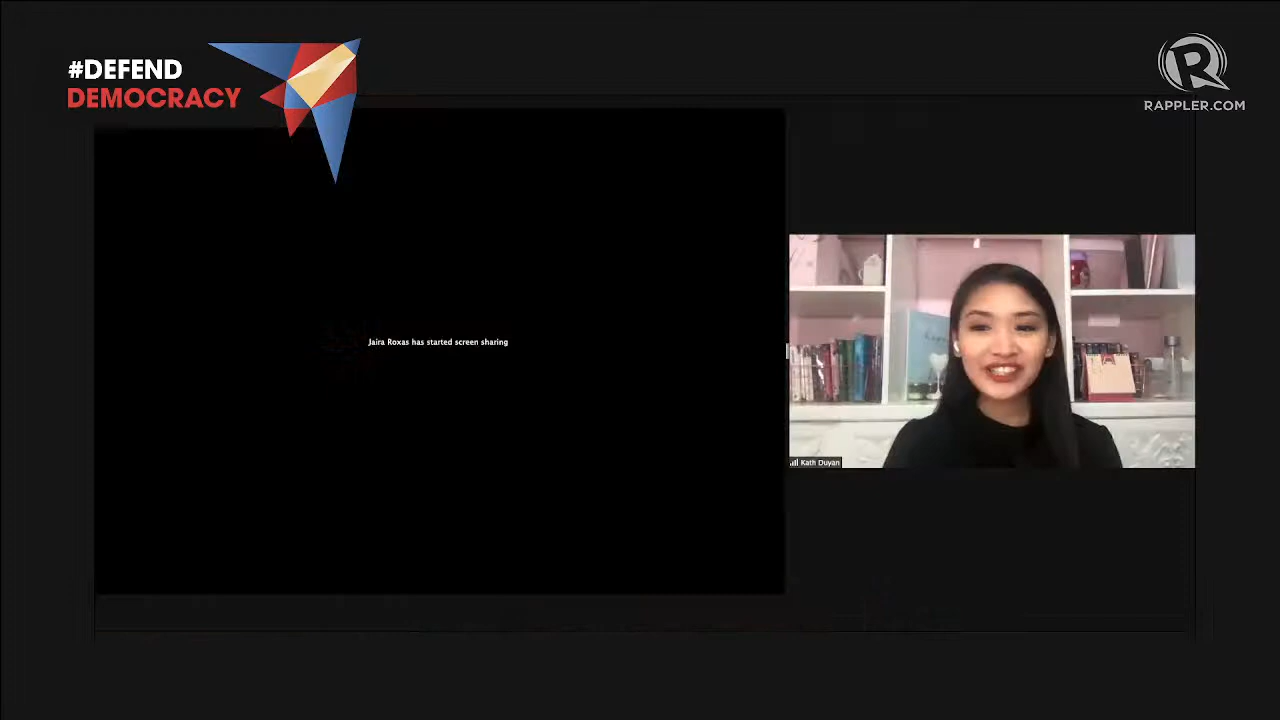 #DEFEND
DEMOCRACY
R
RAPPLER.COM
Jaira Roxas has started screen sharing
Kath Duyan